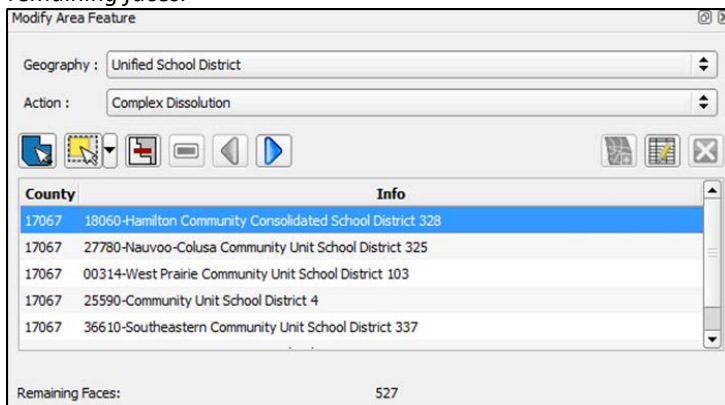 remaining faces.
Modify Area Feature
Geography : Unified School District
Action : Complex Dissolution
County Info
17067 18060-Hamilton Community Consolidated School District 328
17067 27780-Nauvoo-Colusa Community Unit School District 325
17067 00314-West Prairie Community Unit School District 103
17067 25590-Community Unit School District 4
17067 36610-Southeastern Community Unit School District 337
Remaining Faces: 527